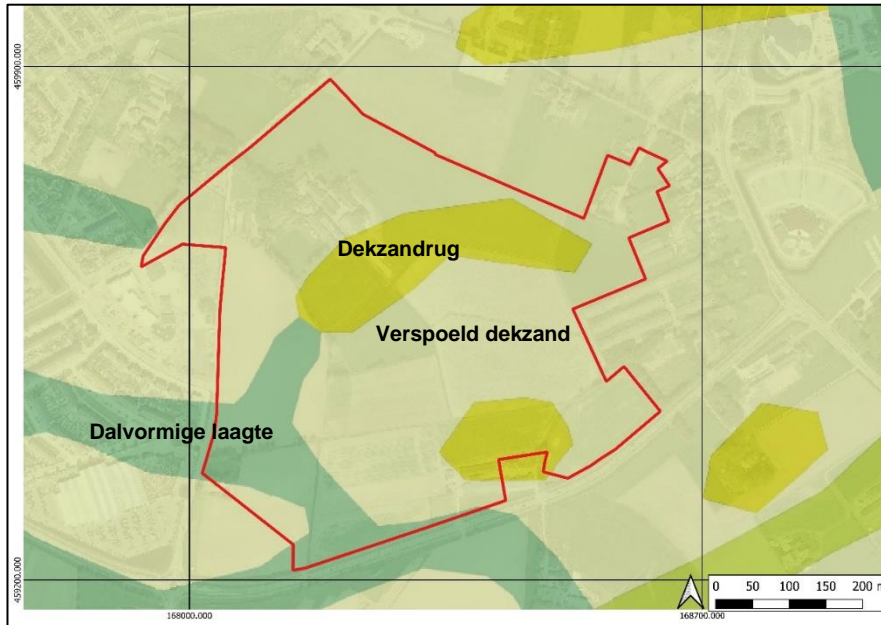 459900.000
Dekzandrug
Verspoeld dekzand
Dalvormige laagte
459200.000
0 50 100 150 200 m
168000.000
168700.000